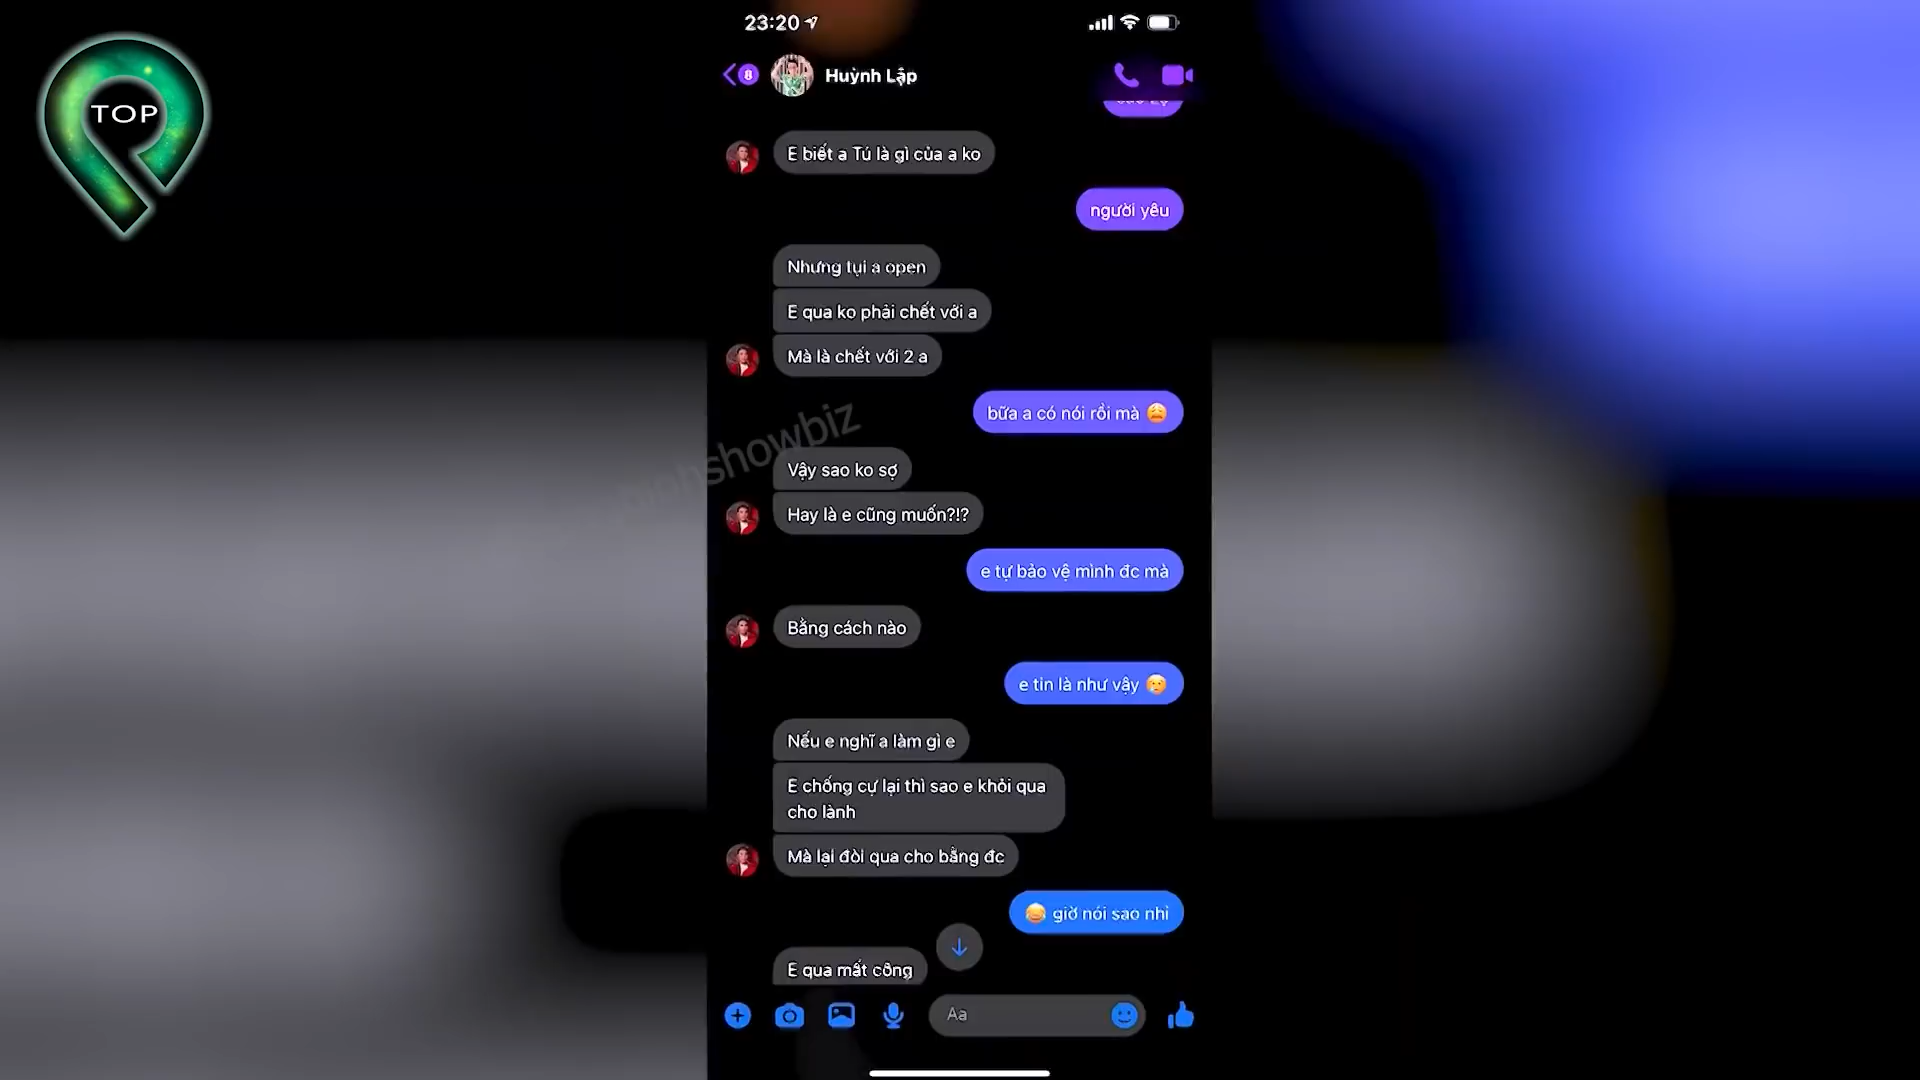 23:20
TOP
8
Huỳnh Lập
E biết a Tú là gì của a ko
người yêu
Nhưng tụi a open
E qua ko phải chết với a
Mà là chết với 2 a
bữa a có nói rồi mà 😩
showbiz
Vậy sao ko sợ
Hay là e cũng muốn?!?
e tự bảo vệ mình đc mà
Bằng cách nào
e tin là như vậy 🥲
Nếu e nghĩ a làm gì e
E chống cự lại thì sao e khỏi qua
cho lành
Mà lại đòi qua cho bằng đc
😂 giờ nói sao nhỉ
E qua mất công
Aa